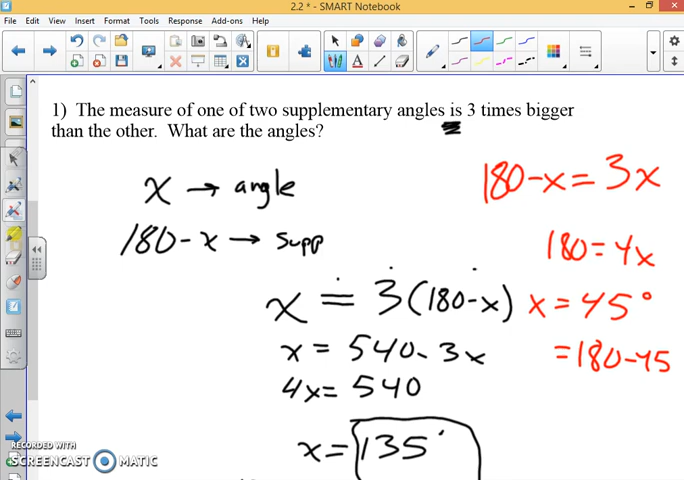 2.2 * - SMART Notebook
File Edit View Insert Format Tools Response Add-ons Help
1) The measure of one of two supplementary angles is 3 times bigger
than the other. What are the angles?
x → angle
180 - x → supp
x = 3(180-x)
x = 540 - 3x
4x = 540
x = 135°
180-x = 3x
180 = 4x
x = 45°
= 180-45
RECORDED WITH
SCREENCAST MATIC